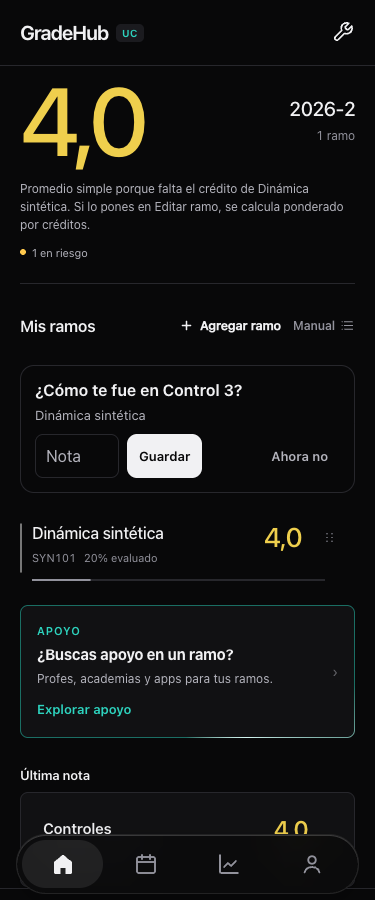 GradeHub UC
4,0
2026-2
1 ramo
Promedio simple porque falta el crédito de Dinámica
sintética. Si lo pones en Editar ramo, se calcula ponderado
por créditos.
1 en riesgo
Mis ramos
+ Agregar ramo
Manual
¿Cómo te fue en Control 3?
Dinámica sintética
Nota
Guardar
Ahora no
Dinámica sintética
4,0
SYN101 20% evaluado
APOYO
¿Buscas apoyo en un ramo?
Profes, academias y apps para tus ramos.
Explorar apoyo
Última nota
Controles
4,0